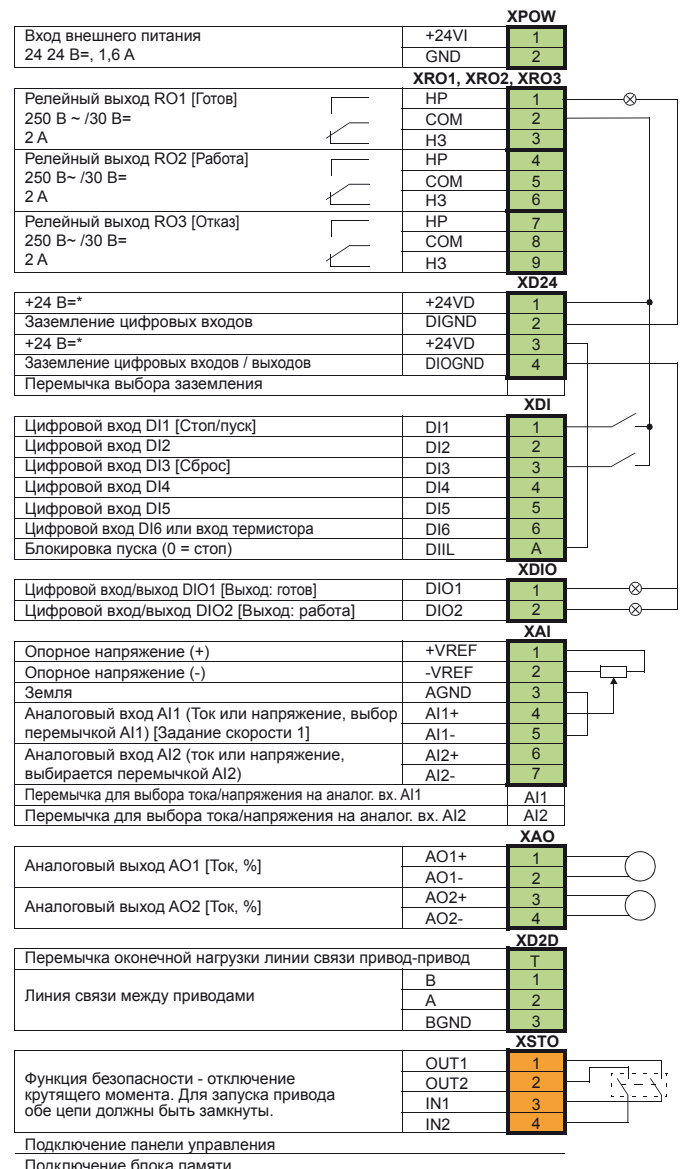 XPOW
Вход внешнего питания +24VI 1
24 24 В=, 1,6 А GND 2
XRO1, XRO2, XRO3
Релейный выход RO1 [Готов] НР 1
250 В ~ /30 В= COM 2
2 А НЗ 3
Релейный выход RO2 [Работа] НР 4
250 В~ /30 В= COM 5
2 А НЗ 6
Релейный выход RO3 [Отказ] НР 7
250 В~ /30 В= COM 8
2 А НЗ 9
XD24
+24 В=* +24VD 1
Заземление цифровых входов DIGND 2
+24 В=* +24VD 3
Заземление цифровых входов / выходов DIOGND 4
Перемычка выбора заземления
XDI
Цифровой вход DI1 [Стоп/пуск] DI1 1
Цифровой вход DI2 DI2 2
Цифровой вход DI3 [Сброс] DI3 3
Цифровой вход DI4 DI4 4
Цифровой вход DI5 DI5 5
Цифровой вход DI6 или вход термистора DI6 6
Блокировка пуска (0 = стоп) DIIL A
XDIO
Цифровой вход/выход DIO1 [Выход: готов] DIO1 1
Цифровой вход/выход DIO2 [Выход: работа] DIO2 2
XAI
Опорное напряжение (+) +VREF 1
Опорное напряжение (-) -VREF 2
Земля AGND 3
Аналоговый вход AI1 (Ток или напряжение, выбор AI1+ 4
перемычкой AI1) [Задание скорости 1] AI1- 5
Аналоговый вход AI2 (ток или напряжение, AI2+ 6
выбирается перемычкой AI2) AI2- 7
Перемычка для выбора тока/напряжения на аналог. вх. AI1 AI1
Перемычка для выбора тока/напряжения на аналог. вх. AI2 AI2
XAO
Аналоговый выход AO1 [Ток, %] AO1+ 1
AO1- 2
Аналоговый выход AO2 [Ток, %] AO2+ 3
AO2- 4
XD2D
Перемычка оконечной нагрузки линии связи привод-привод T
Линия связи между приводами B 1
A 2
BGND 3
XSTO
OUT1 1
Функция безопасности - отключение OUT2 2
крутящего момента. Для запуска привода IN1 3
обе цепи должны быть замкнуты. IN2 4
Подключение панели управления
Подключение блока памяти